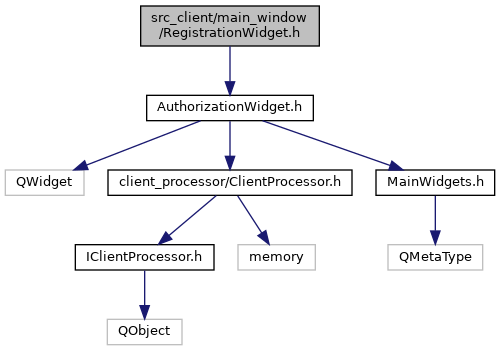 src_client/main_window
/RegistrationWidget.h
AuthorizationWidget.h
QWidget
client_processor/ClientProcessor.h
MainWidgets.h
IClientProcessor.h
memory
QMetaType
QObject